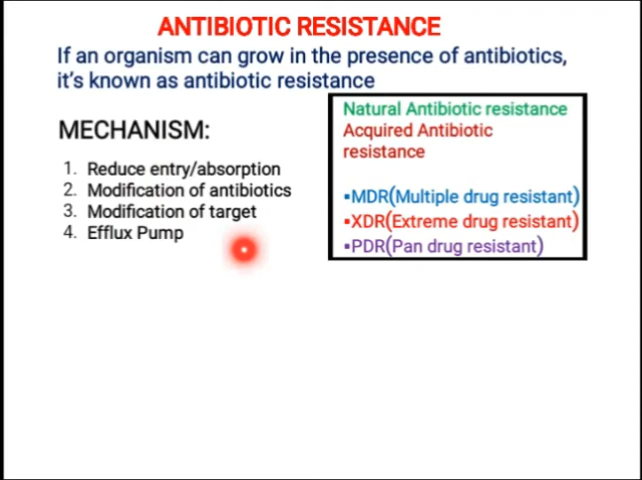 ANTIBIOTIC RESISTANCE
If an organism can grow in the presence of antibiotics,
it's known as antibiotic resistance
MECHANISM:
1. Reduce entry/absorption
2. Modification of antibiotics
3. Modification of target
4. Efflux Pump
Natural Antibiotic resistance
Acquired Antibiotic
resistance
▪MDR(Multiple drug resistant)
▪XDR(Extreme drug resistant)
▪PDR(Pan drug resistant)